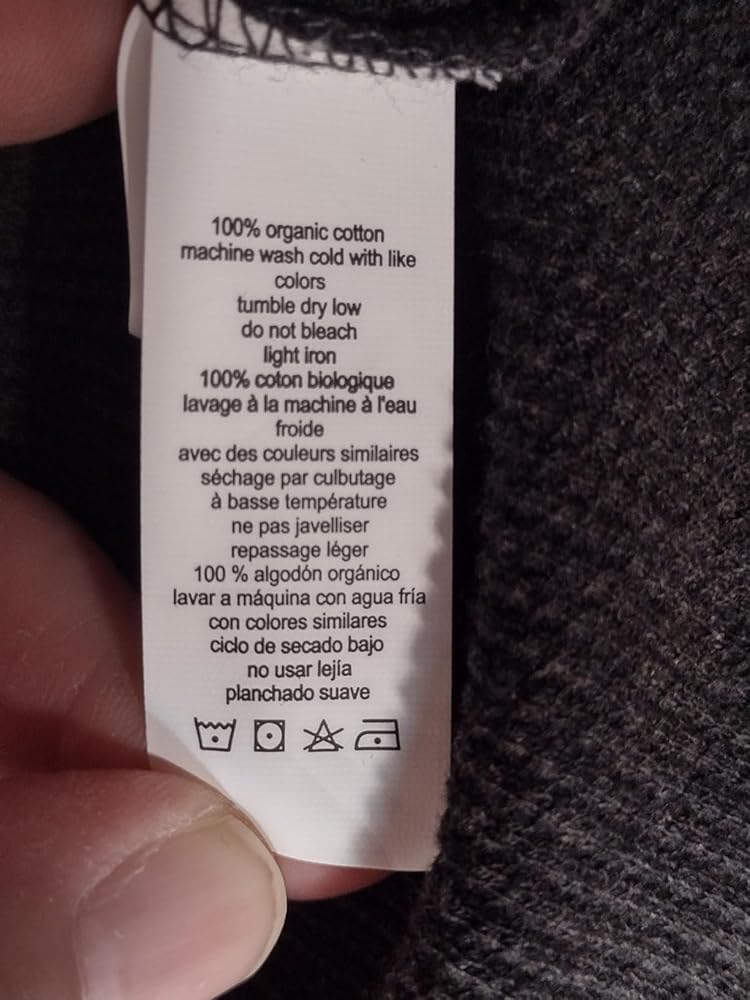 100% organic cotton
machine wash cold with like
colors
tumble dry low
do not bleach
light iron
100% coton biologique
lavage à la machine à l'eau
froide
avec des couleurs similaires
séchage par culbutage
à basse température
ne pas javelliser
repassage léger
100 % algodón orgánico
lavar a máquina con agua fría
con colores similares
ciclo de secado bajo
no usar lejía
planchado suave